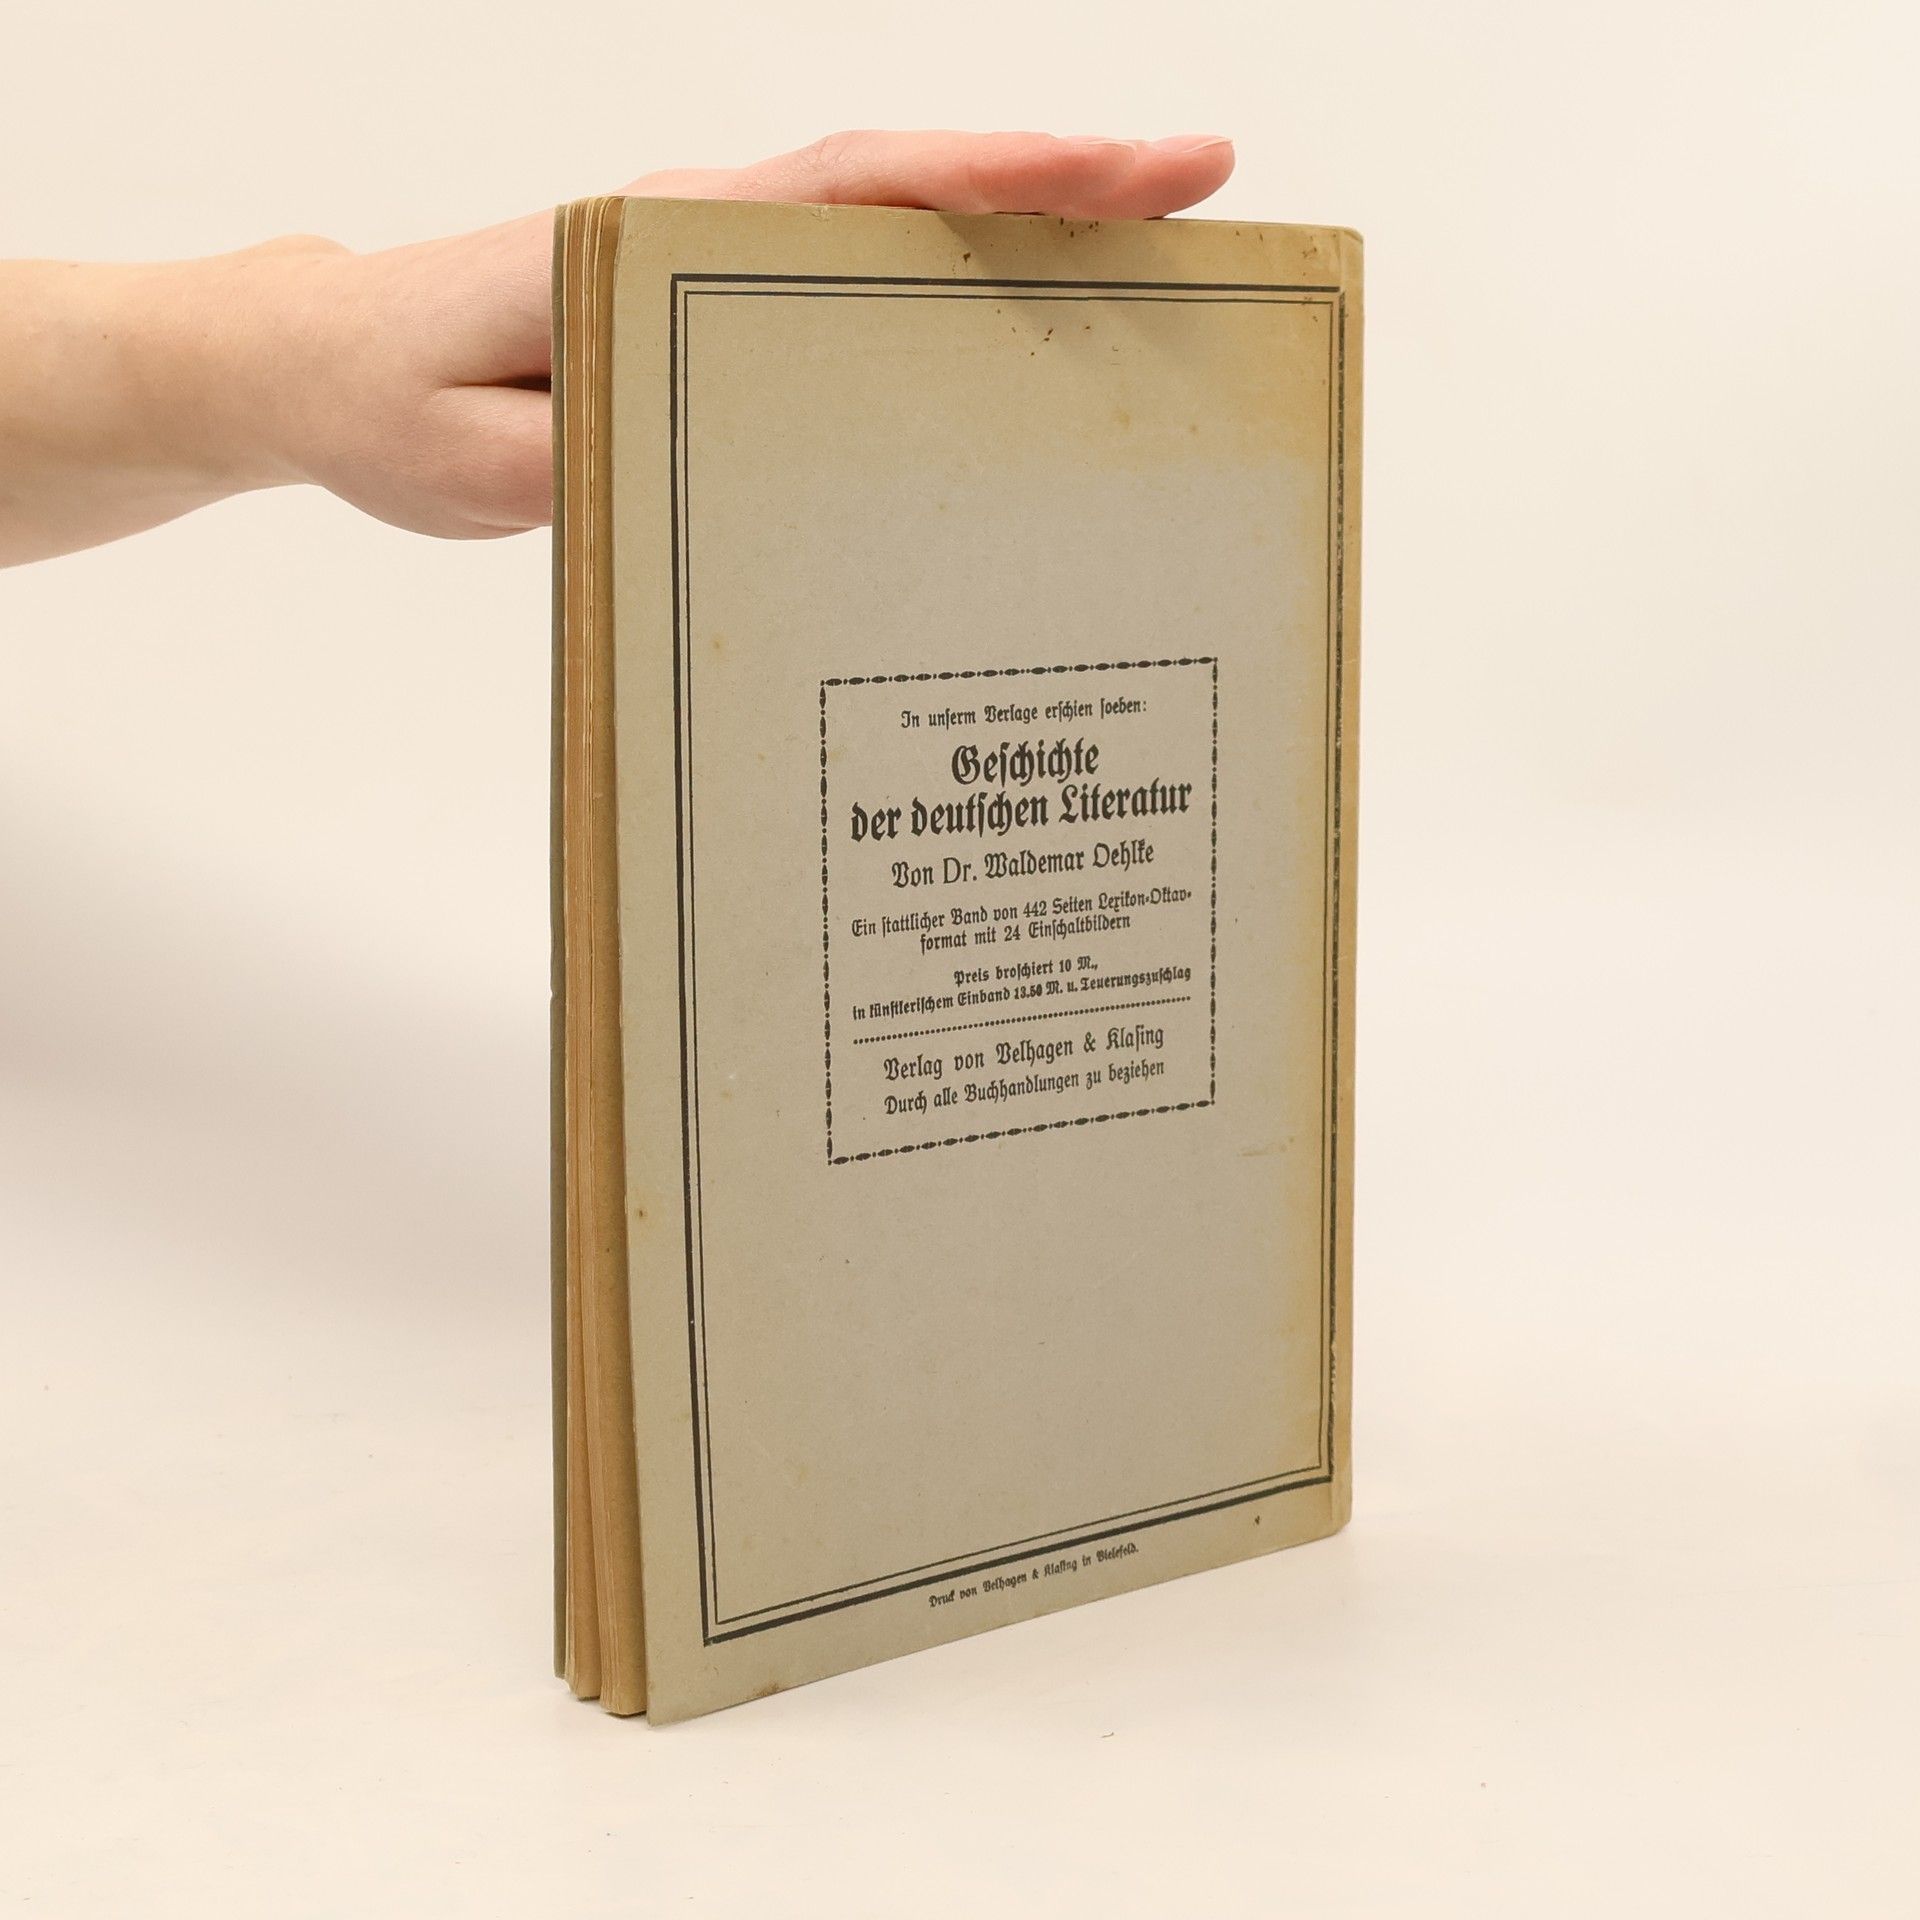 In unserm Verlage erschien soeben:
Geschichte
der deutschen Literatur
Von Dr. Waldemar Oehlke
Ein stattlicher Band von 442 Seiten Lexikon-Oktav-
format mit 24 Einschaltbildern
Preis broschiert 10 M.,
in künstlerischem Einband 13.50 M. u. Teuerungszuschlag
Verlag von Velhagen & Klasing
Durch alle Buchhandlungen zu beziehen
Druck von Velhagen & Klasing in Bielefeld.